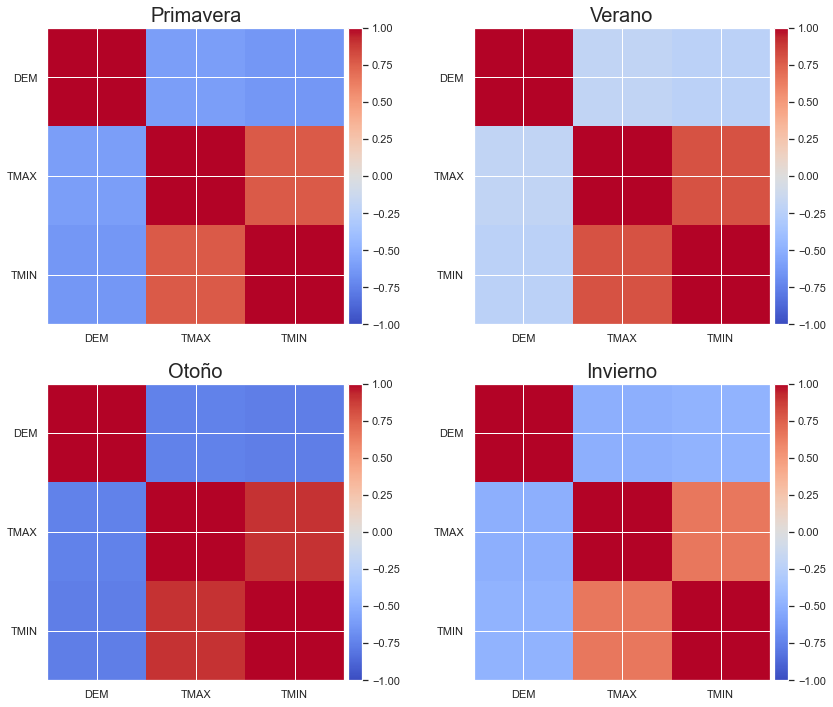 Primavera
DEM
TMAX
TMIN
DEM TMAX TMIN
1.00
0.75
0.50
0.25
0.00
−0.25
−0.50
−0.75
−1.00
Verano
DEM
TMAX
TMIN
DEM TMAX TMIN
1.00
0.75
0.50
0.25
0.00
−0.25
−0.50
−0.75
−1.00
Otoño
DEM
TMAX
TMIN
DEM TMAX TMIN
1.00
0.75
0.50
0.25
0.00
−0.25
−0.50
−0.75
−1.00
Invierno
DEM
TMAX
TMIN
DEM TMAX TMIN
1.00
0.75
0.50
0.25
0.00
−0.25
−0.50
−0.75
−1.00